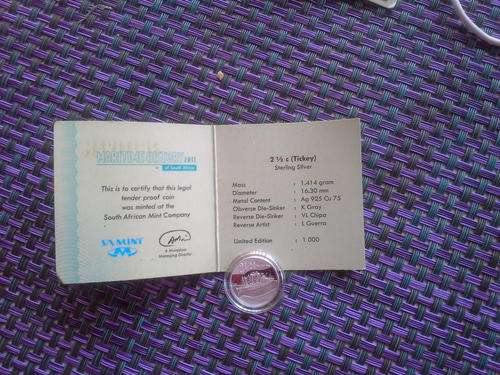 MARITIME HISTORY 2011
of South Africa
This is to certify that this legal
tender proof coin
was minted at the
South African Mint Company
SA MINT
Managing Director
2 ½ c (Tickey)
Sterling Silver
Mass : 1,414 gram
Diameter : 16.30 mm
Metal Content : Ag 925 Cu 75
Obverse Die-Sinker : K Gray
Reverse Die-Sinker : VL Chipa
Reverse Artist : L Guerra
Limited Edition : 1 000